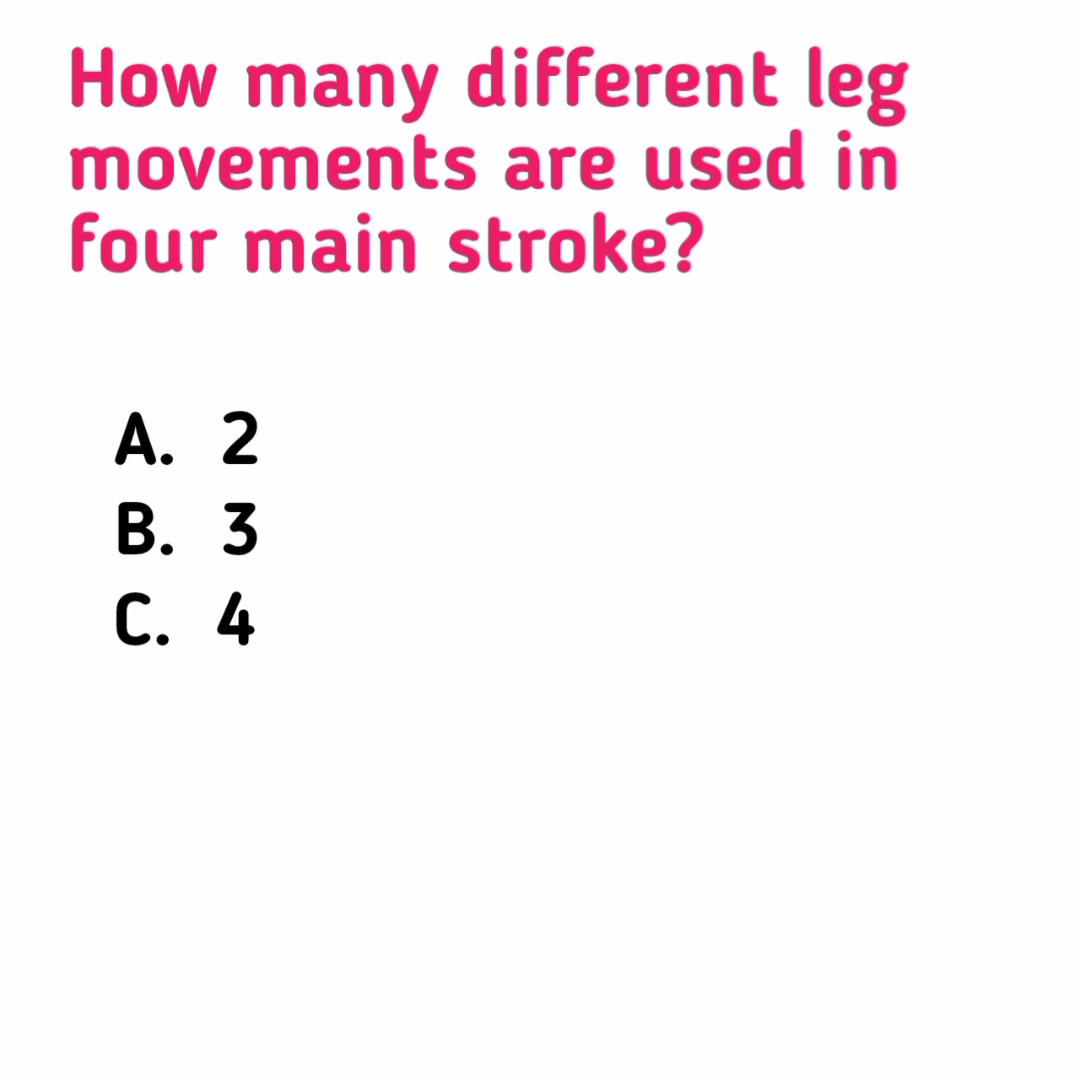 How many different leg
movements are used in
four main stroke?
A. 2
B. 3
C. 4